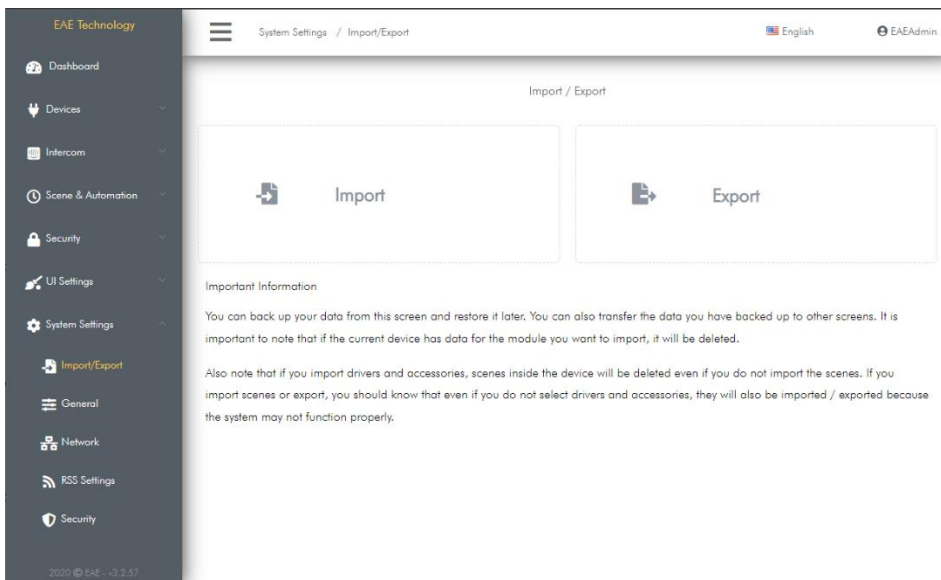 EAE Technology
Dashboard
Devices
Intercom
Scene & Automation
Security
UI Settings
System Settings
Import/Export
General
Network
RSS Settings
Security
2020 © EAE - v3.2.57
System Settings / Import/Export
English
EAEAdmin
Import / Export
Import
Export
Important Information
You can back up your data from this screen and restore it later. You can also transfer the data you have backed up to other screens. It is
important to note that if the current device has data for the module you want to import, it will be deleted.
Also note that if you import drivers and accessories, scenes inside the device will be deleted even if you do not import the scenes. If you
import scenes or export, you should know that even if you do not select drivers and accessories, they will also be imported / exported because
the system may not function properly.